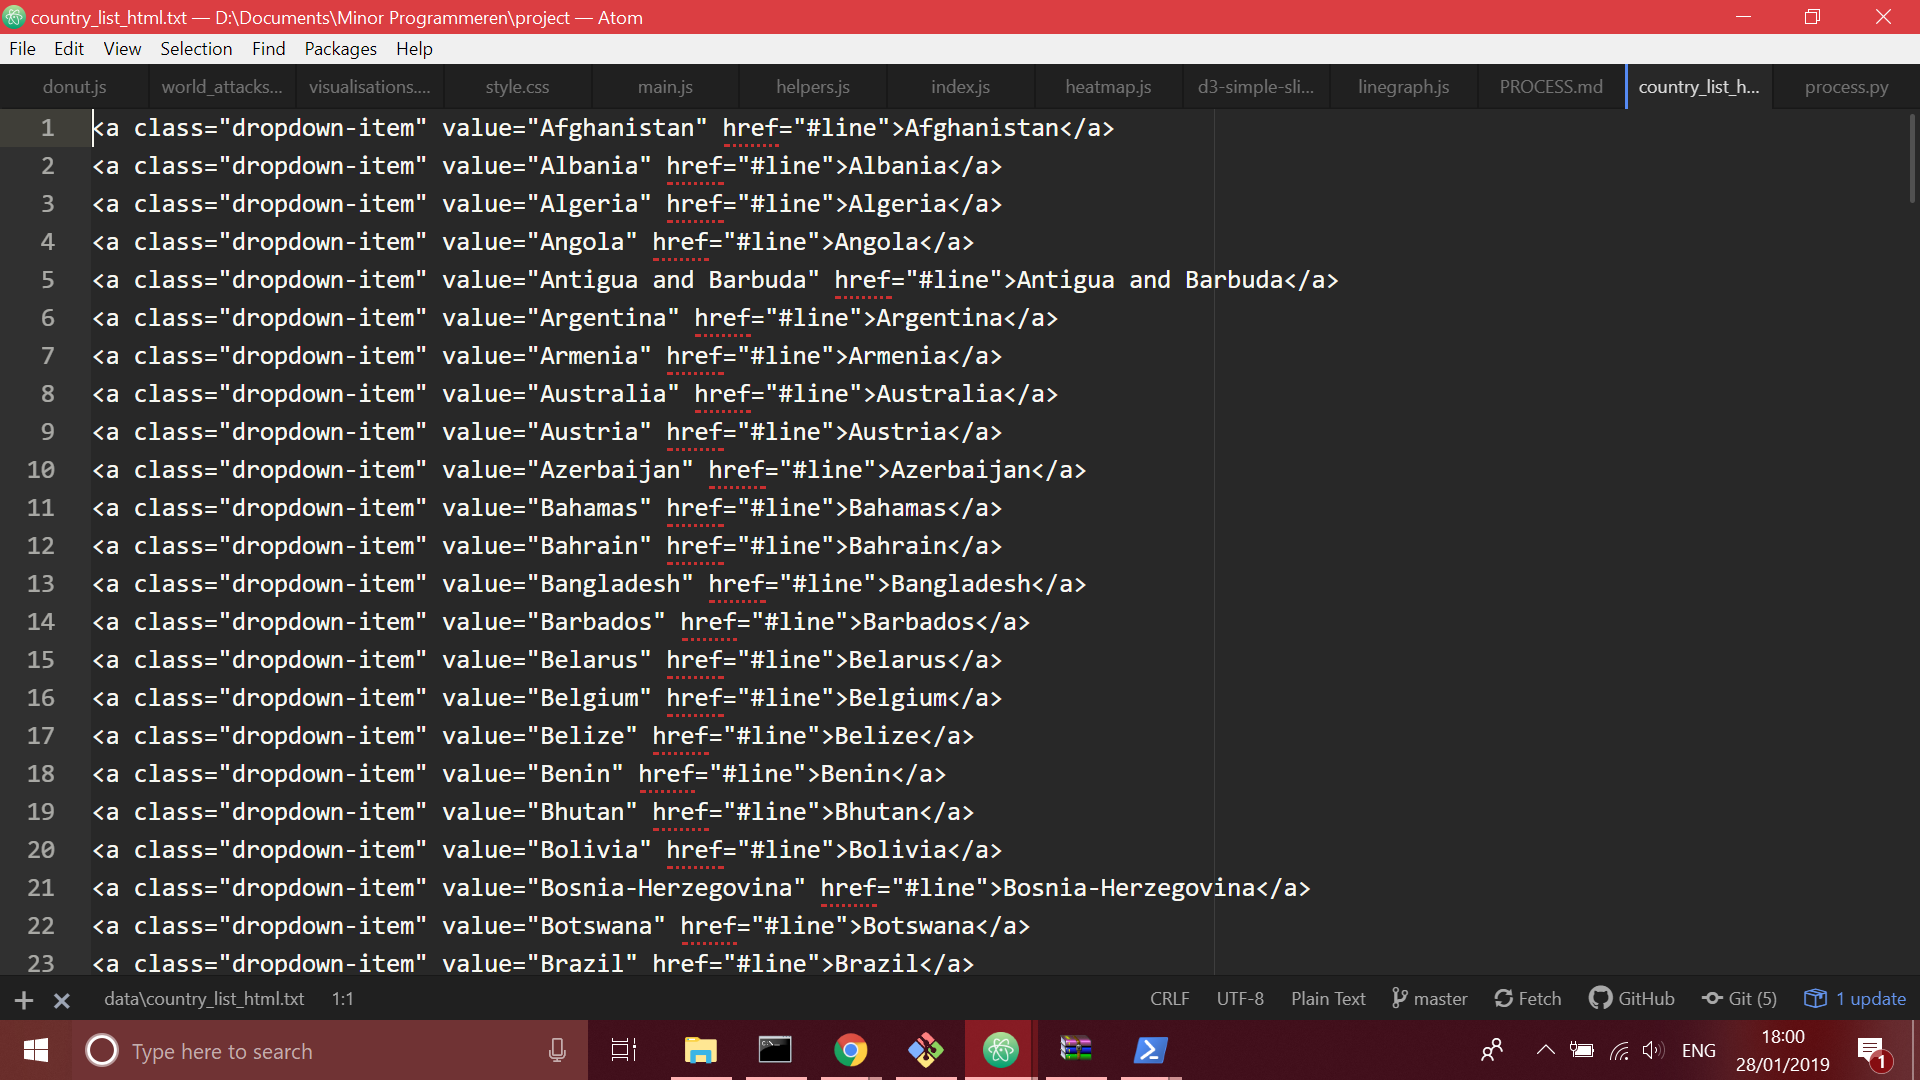 country_list_html.txt — D:\Documents\Minor Programmeren\project — Atom
File Edit View Selection Find Packages Help
donut.js world_attacks... visualisations.... style.css main.js helpers.js index.js heatmap.js d3-simple-sli... linegraph.js PROCESS.md country_list_h... process.py
1 <a class="dropdown-item" value="Afghanistan" href="#line">Afghanistan</a>
2 <a class="dropdown-item" value="Albania" href="#line">Albania</a>
3 <a class="dropdown-item" value="Algeria" href="#line">Algeria</a>
4 <a class="dropdown-item" value="Angola" href="#line">Angola</a>
5 <a class="dropdown-item" value="Antigua and Barbuda" href="#line">Antigua and Barbuda</a>
6 <a class="dropdown-item" value="Argentina" href="#line">Argentina</a>
7 <a class="dropdown-item" value="Armenia" href="#line">Armenia</a>
8 <a class="dropdown-item" value="Australia" href="#line">Australia</a>
9 <a class="dropdown-item" value="Austria" href="#line">Austria</a>
10 <a class="dropdown-item" value="Azerbaijan" href="#line">Azerbaijan</a>
11 <a class="dropdown-item" value="Bahamas" href="#line">Bahamas</a>
12 <a class="dropdown-item" value="Bahrain" href="#line">Bahrain</a>
13 <a class="dropdown-item" value="Bangladesh" href="#line">Bangladesh</a>
14 <a class="dropdown-item" value="Barbados" href="#line">Barbados</a>
15 <a class="dropdown-item" value="Belarus" href="#line">Belarus</a>
16 <a class="dropdown-item" value="Belgium" href="#line">Belgium</a>
17 <a class="dropdown-item" value="Belize" href="#line">Belize</a>
18 <a class="dropdown-item" value="Benin" href="#line">Benin</a>
19 <a class="dropdown-item" value="Bhutan" href="#line">Bhutan</a>
20 <a class="dropdown-item" value="Bolivia" href="#line">Bolivia</a>
21 <a class="dropdown-item" value="Bosnia-Herzegovina" href="#line">Bosnia-Herzegovina</a>
22 <a class="dropdown-item" value="Botswana" href="#line">Botswana</a>
23 <a class="dropdown-item" value="Brazil" href="#line">Brazil</a>
data\country_list_html.txt 1:1 CRLF UTF-8 Plain Text master Fetch GitHub Git (5) 1 update
Type here to search ENG 18:00
28/01/2019 1